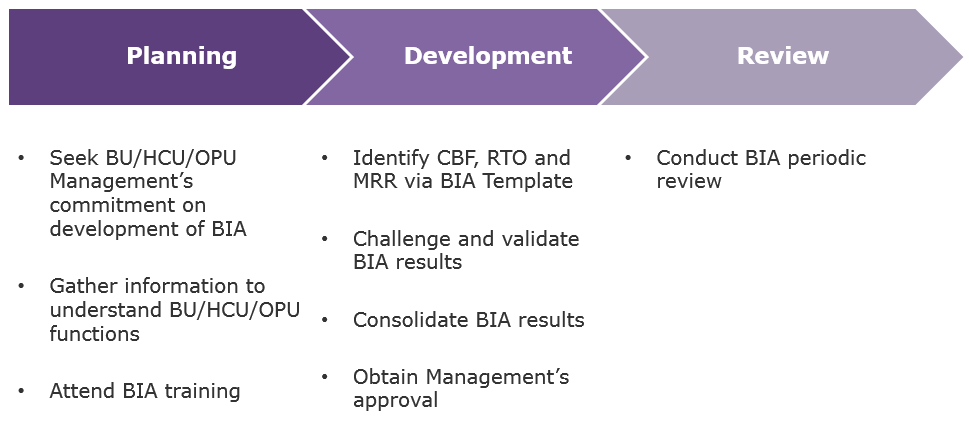 Planning
Development
Review
• Seek BU/HCU/OPU
Management’s
commitment on
development of BIA
• Gather information to
understand BU/HCU/OPU
functions
• Attend BIA training
• Identify CBF, RTO and
MRR via BIA Template
• Challenge and validate
BIA results
• Consolidate BIA results
• Obtain Management’s
approval
• Conduct BIA periodic
review